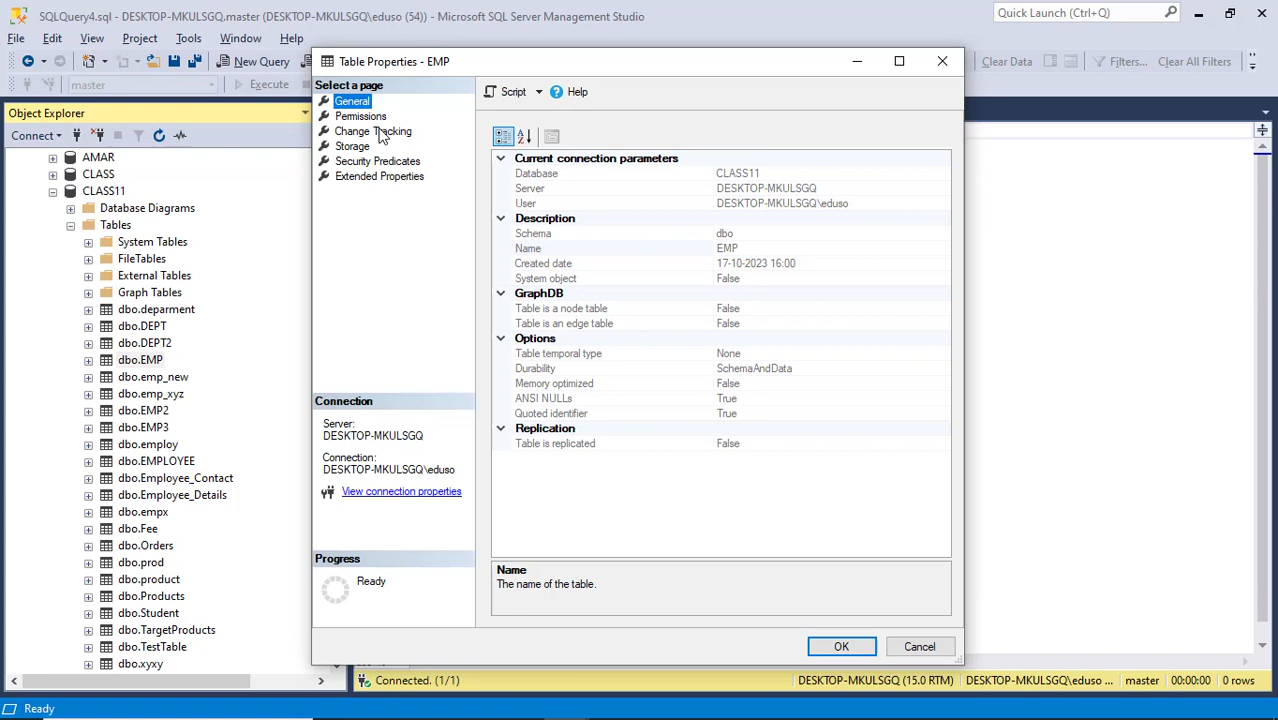 SQLQuery4.sql - DESKTOP-MKULSGQ.master (DESKTOP-MKULSGQ\eduso (54)) - Microsoft SQL Server Management Studio
Quick Launch (Ctrl+Q)
File Edit View Project Tools Window Help
New Query
Clear Data
Filters...
Clear All Filters
master
Execute
Object Explorer
Connect
AMAR
CLASS
CLASS11
Database Diagrams
Tables
System Tables
FileTables
External Tables
Graph Tables
dbo.deparment
dbo.DEPT
dbo.DEPT2
dbo.EMP
dbo.emp_new
dbo.emp_xyz
dbo.EMP2
dbo.EMP3
dbo.employ
dbo.EMPLOYEE
dbo.Employee_Contact
dbo.Employee_Details
dbo.empx
dbo.Fee
dbo.Orders
dbo.prod
dbo.product
dbo.Products
dbo.Student
dbo.TargetProducts
dbo.TestTable
dbo.xyxy
Table Properties - EMP
Select a page
General
Permissions
Change Tracking
Storage
Security Predicates
Extended Properties
Connection
Server:
DESKTOP-MKULSGQ
Connection:
DESKTOP-MKULSGQ\eduso
View connection properties
Progress
Ready
Script
Help
Current connection parameters
Database CLASS11
Server DESKTOP-MKULSGQ
User DESKTOP-MKULSGQ\eduso
Description
Schema dbo
Name EMP
Created date 17-10-2023 16:00
System object False
GraphDB
Table is a node table False
Table is an edge table False
Options
Table temporal type None
Durability SchemaAndData
Memory optimized False
ANSI NULLs True
Quoted identifier True
Replication
Table is replicated False
Name
The name of the table.
OK
Cancel
Connected. (1/1)
DESKTOP-MKULSGQ (15.0 RTM)
DESKTOP-MKULSGQ\eduso ...
master
00:00:00
0 rows
Ready